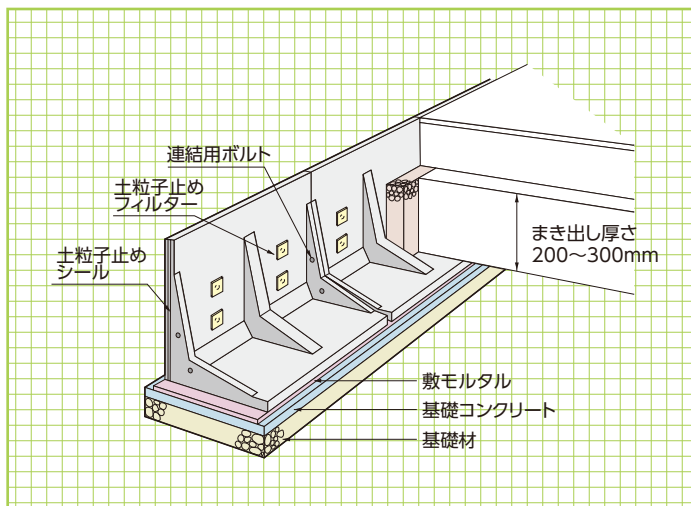 連結用ボルト
土粒子止め
フィルター
土粒子止め
シール
まき出し厚さ
200〜300mm
敷モルタル
基礎コンクリート
基礎材